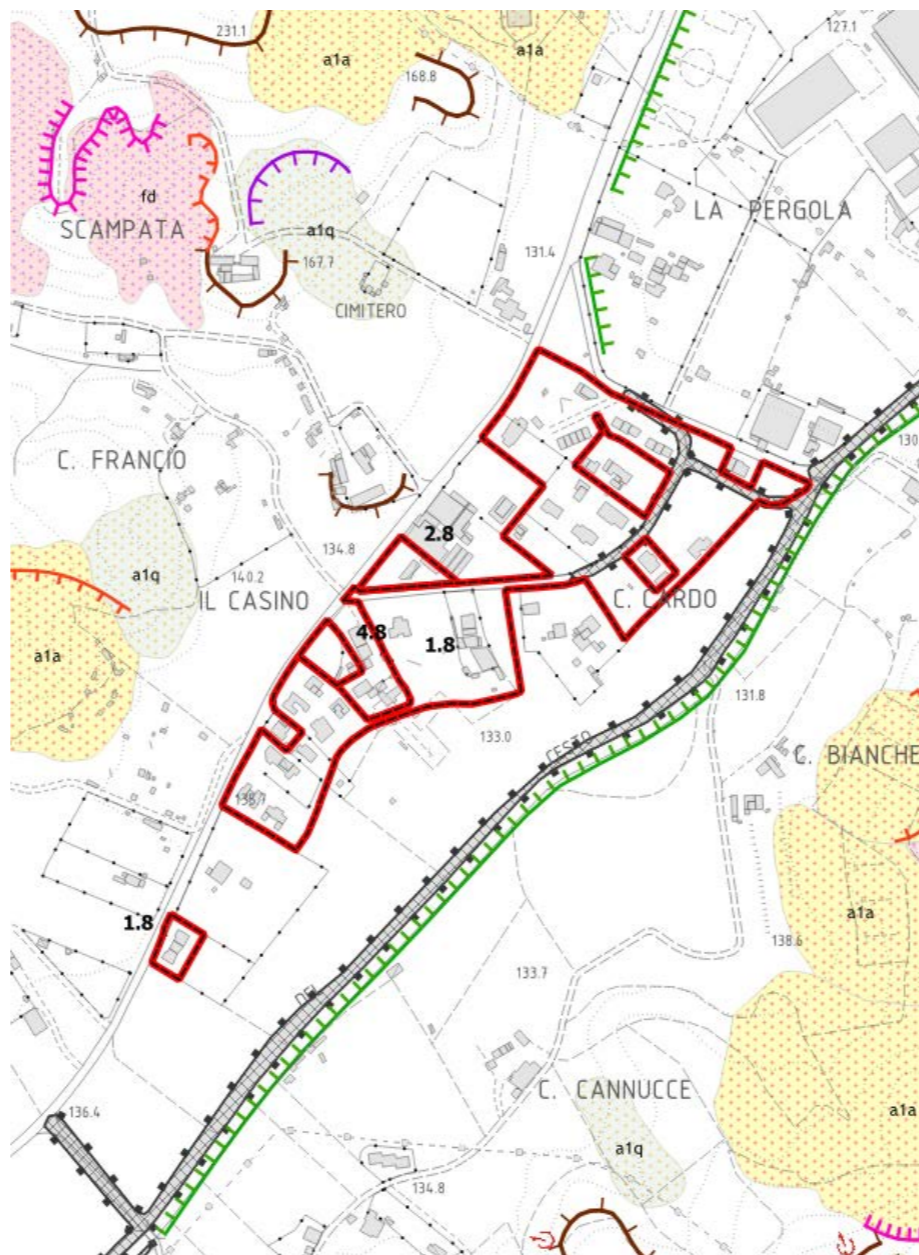 231.1
a1a
a1a
168.8
127.1
fd
SCAMPATA
a1q
167.7
CIMITERO
131.4
LA PERGOLA
C. FRANCIO
130
2.8
134.8
a1q
140.2
IL CASINO
C. CARDO
4.8
1.8
a1a
131.8
133.0
CESTO
C. BIANCHE
1.8
a1a
138.6
133.7
DEL
C. CANNUCCE
136.4
a1a
a1q
134.8